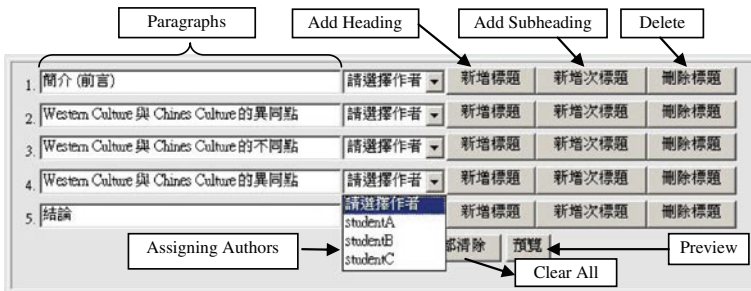 Paragraphs Add Heading Add Subheading Delete
1. 簡介 (前言) 請選擇作者 新增標題 新增次標題 刪除標題
2. Western Culture 與 Chines Culture 的異同點 請選擇作者 新增標題 新增次標題 刪除標題
3. Western Culture 與 Chines Culture 的不同點 請選擇作者 新增標題 新增次標題 刪除標題
4. Western Culture 與 Chines Culture 的異同點 請選擇作者 新增標題 新增次標題 刪除標題
5. 結論 請選擇作者 新增標題 新增次標題 刪除標題
studentA
studentB
studentC
Assigning Authors 部清除 預覽 Preview
Clear All